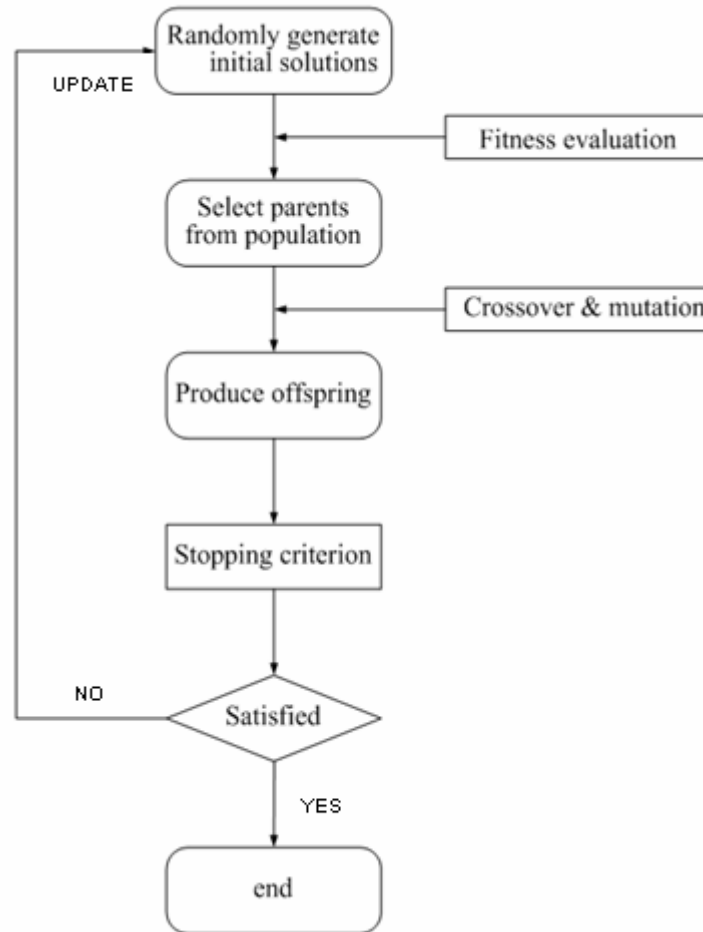 Randomly generate
initial solutions
UPDATE
Fitness evaluation
Select parents
from population
Crossover & mutation
Produce offspring
Stopping criterion
NO
Satisfied
YES
end